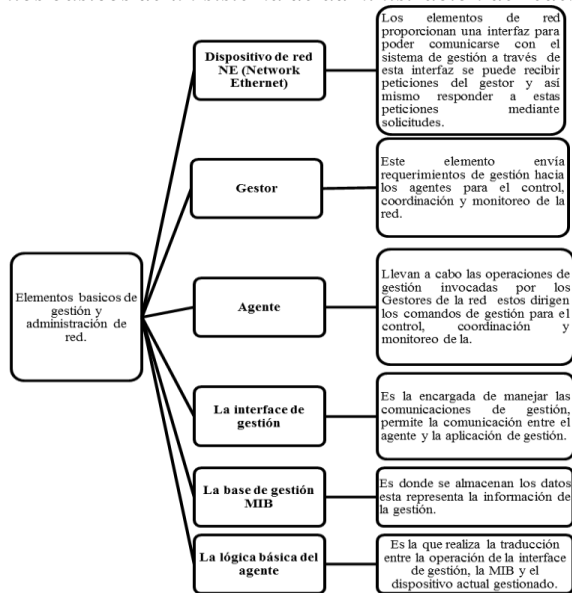 Dispositivo de red
NE (Network
Ethernet)
Los elementos de red
proporcionan una interfaz para
poder comunicarse con el
sistema de gestión a través de
esta interfaz se puede recibir
peticiones del gestor y así
mismo responder a estas
peticiones mediante
solicitudes.
Gestor
Este elemento envía
requerimientos de gestión hacia
los agentes para el control,
coordinación y monitoreo de la
red.
Elementos basicos de
gestión y
administración de
red.
Agente
Llevan a cabo las operaciones de
gestión invocadas por los
Gestores de la red estos dirigen
los comandos de gestión para el
control, coordinación y
monitoreo de la.
La interface de
gestión
Es la encargada de manejar las
comunicaciones de gestión,
permite la comunicación entre el
agente y la aplicación de gestión.
La base de gestión
MIB
Es donde se almacenan los datos
esta representa la información de
la gestión.
La lógica básica del
agente
Es la que realiza la traducción
entre la operación de la interface
de gestión, la MIB y el
dispositivo actual gestionado.